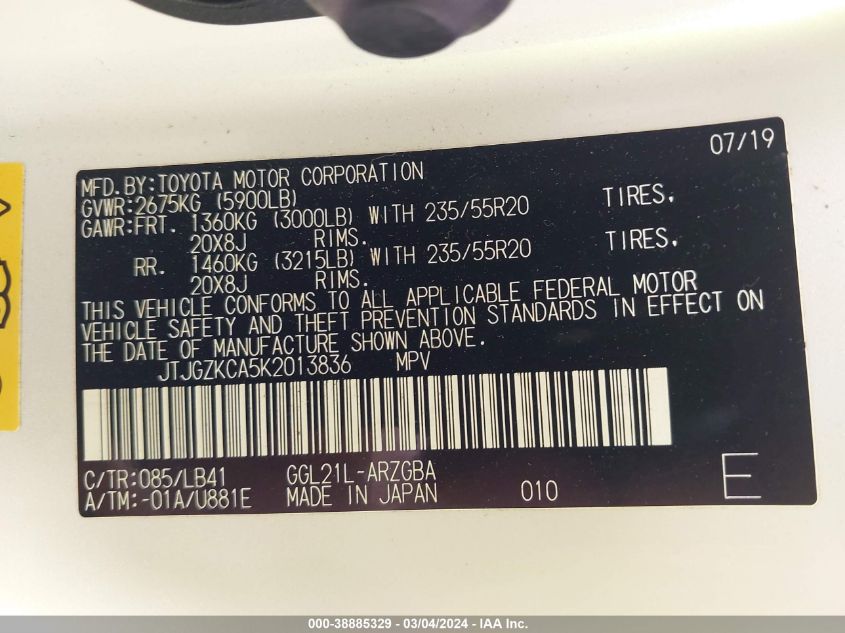 07/19
MFD.BY:TOYOTA MOTOR CORPORATION
GVWR:2675KG (5900LB)
GAWR:FRT. 1360KG (3000LB) WITH 235/55R20 TIRES,
20X8J RIMS.
RR. 1460KG (3215LB) WITH 235/55R20 TIRES,
20X8J RIMS.
THIS VEHICLE CONFORMS TO ALL APPLICABLE FEDERAL MOTOR
VEHICLE SAFETY AND THEFT PREVENTION STANDARDS IN EFFECT ON
THE DATE OF MANUFACTURE SHOWN ABOVE.
JTJGZKCA5K2013836 MPV
C/TR:085/LB41 GGL21L-ARZGBA
A/TM:-01A/U881E MADE IN JAPAN 010 E
000-38885329 - 03/04/2024 - IAA Inc.